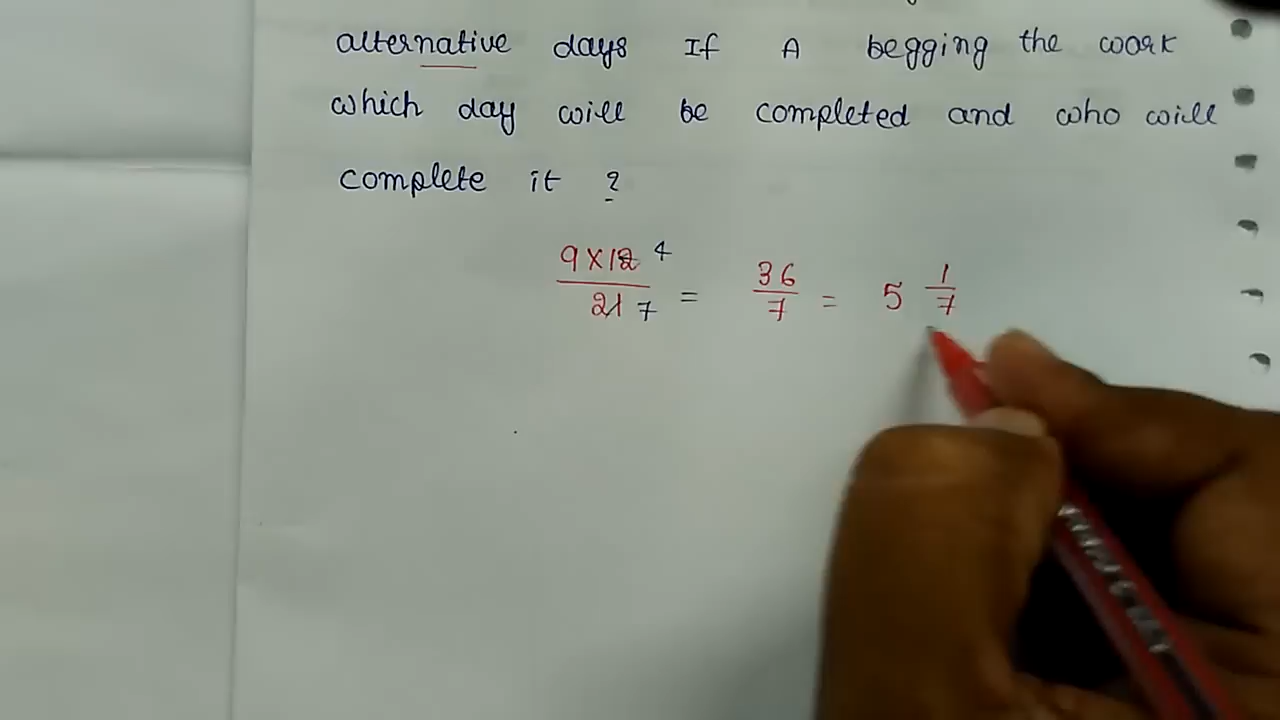 alternative days If A begging the work
which day will be completed and who will
complete it ?
9 X 12 4 / 21 7 = 36/7 = 5 1/7